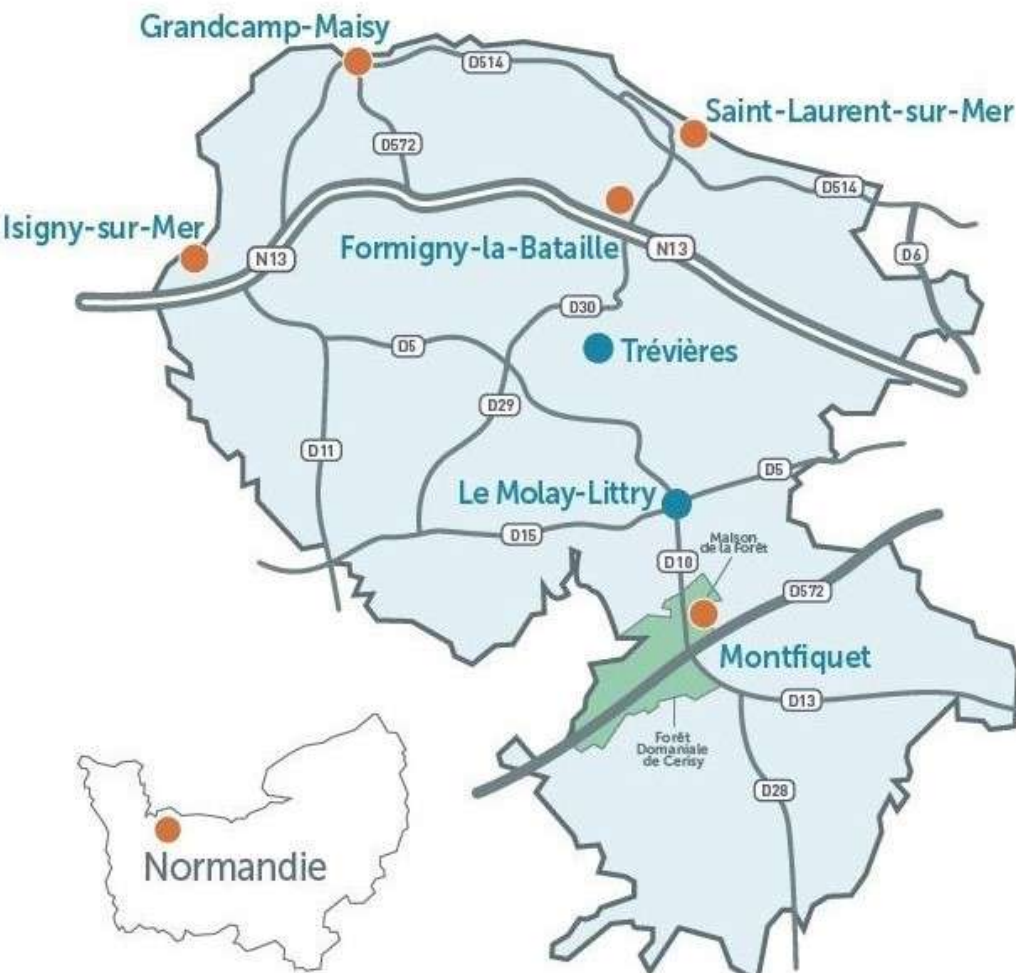 Grandcamp-Maisy
D514
Saint-Laurent-sur-Mer
D572
D514
Isigny-sur-Mer
N13
Formigny-la-Bataille
N13
D6
D30
D5
Trévières
D29
D11
D5
Le Molay-Littry
D15
Maison
de la Forêt
D10
D572
Montfiquet
D13
Forêt
Domaniale
de Cerisy
D28
Normandie